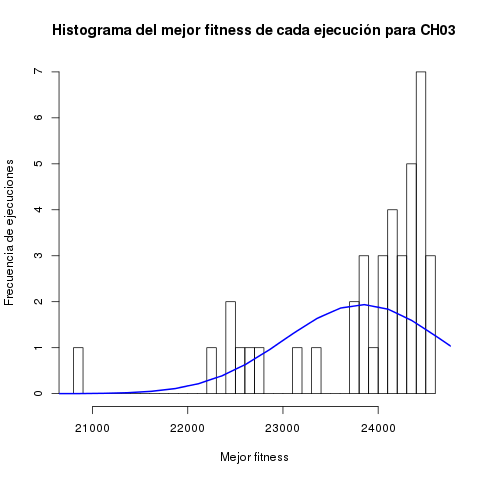 Histograma del mejor fitness de cada ejecución para CH03
Frecuencia de ejecuciones
7
6
5
4
3
2
1
0
21000 22000 23000 24000
Mejor fitness